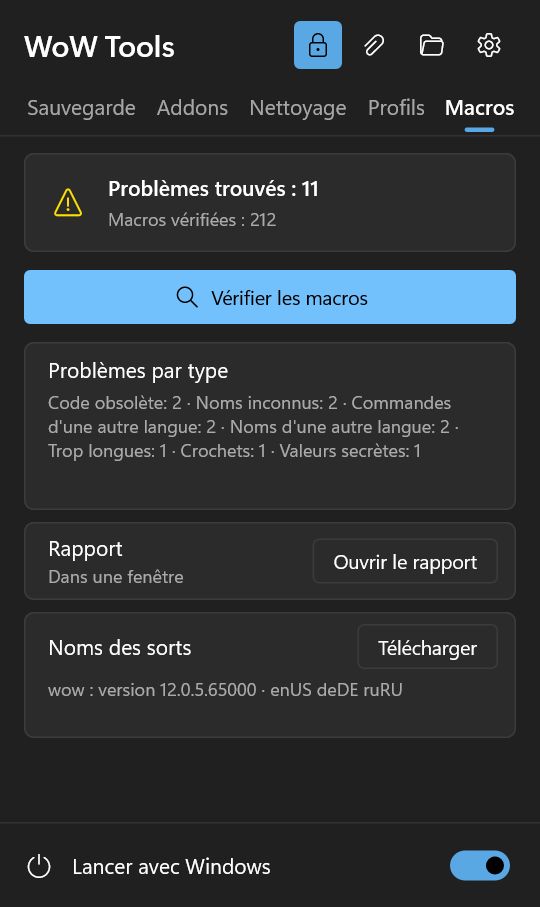 WoW Tools
Sauvegarde Addons Nettoyage Profils Macros
Problèmes trouvés : 11
Macros vérifiées : 212
Vérifier les macros
Problèmes par type
Code obsolète: 2 · Noms inconnus: 2 · Commandes
d'une autre langue: 2 · Noms d'une autre langue: 2 ·
Trop longues: 1 · Crochets: 1 · Valeurs secrètes: 1
Rapport
Dans une fenêtre
Ouvrir le rapport
Noms des sorts
Télécharger
wow : version 12.0.5.65000 · enUS deDE ruRU
Lancer avec Windows